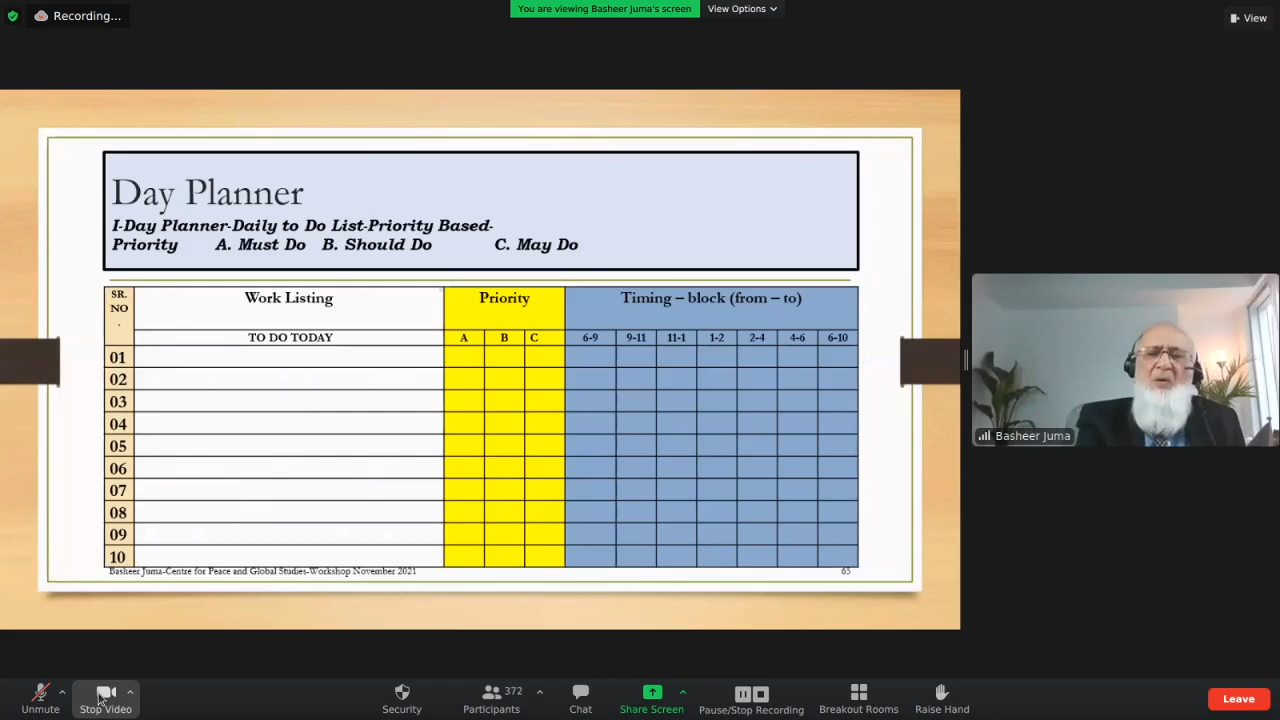 Recording...
You are viewing Basheer Juma's screen
View Options
View
Day Planner
I-Day Planner-Daily to Do List-Priority Based-
Priority A. Must Do B. Should Do C. May Do
SR. NO . Work Listing Priority Timing – block (from – to)
TO DO TODAY A B C 6-9 9-11 11-1 1-2 2-4 4-6 6-10
01
02
03
04
05
06
07
08
09
10
Basheer Juma-Centre for Peace and Global Studies-Workshop November 2021 65
Basheer Juma
Unmute
Stop Video
Security
Participants 372
Chat
Share Screen
Pause/Stop Recording
Breakout Rooms
Raise Hand
Leave